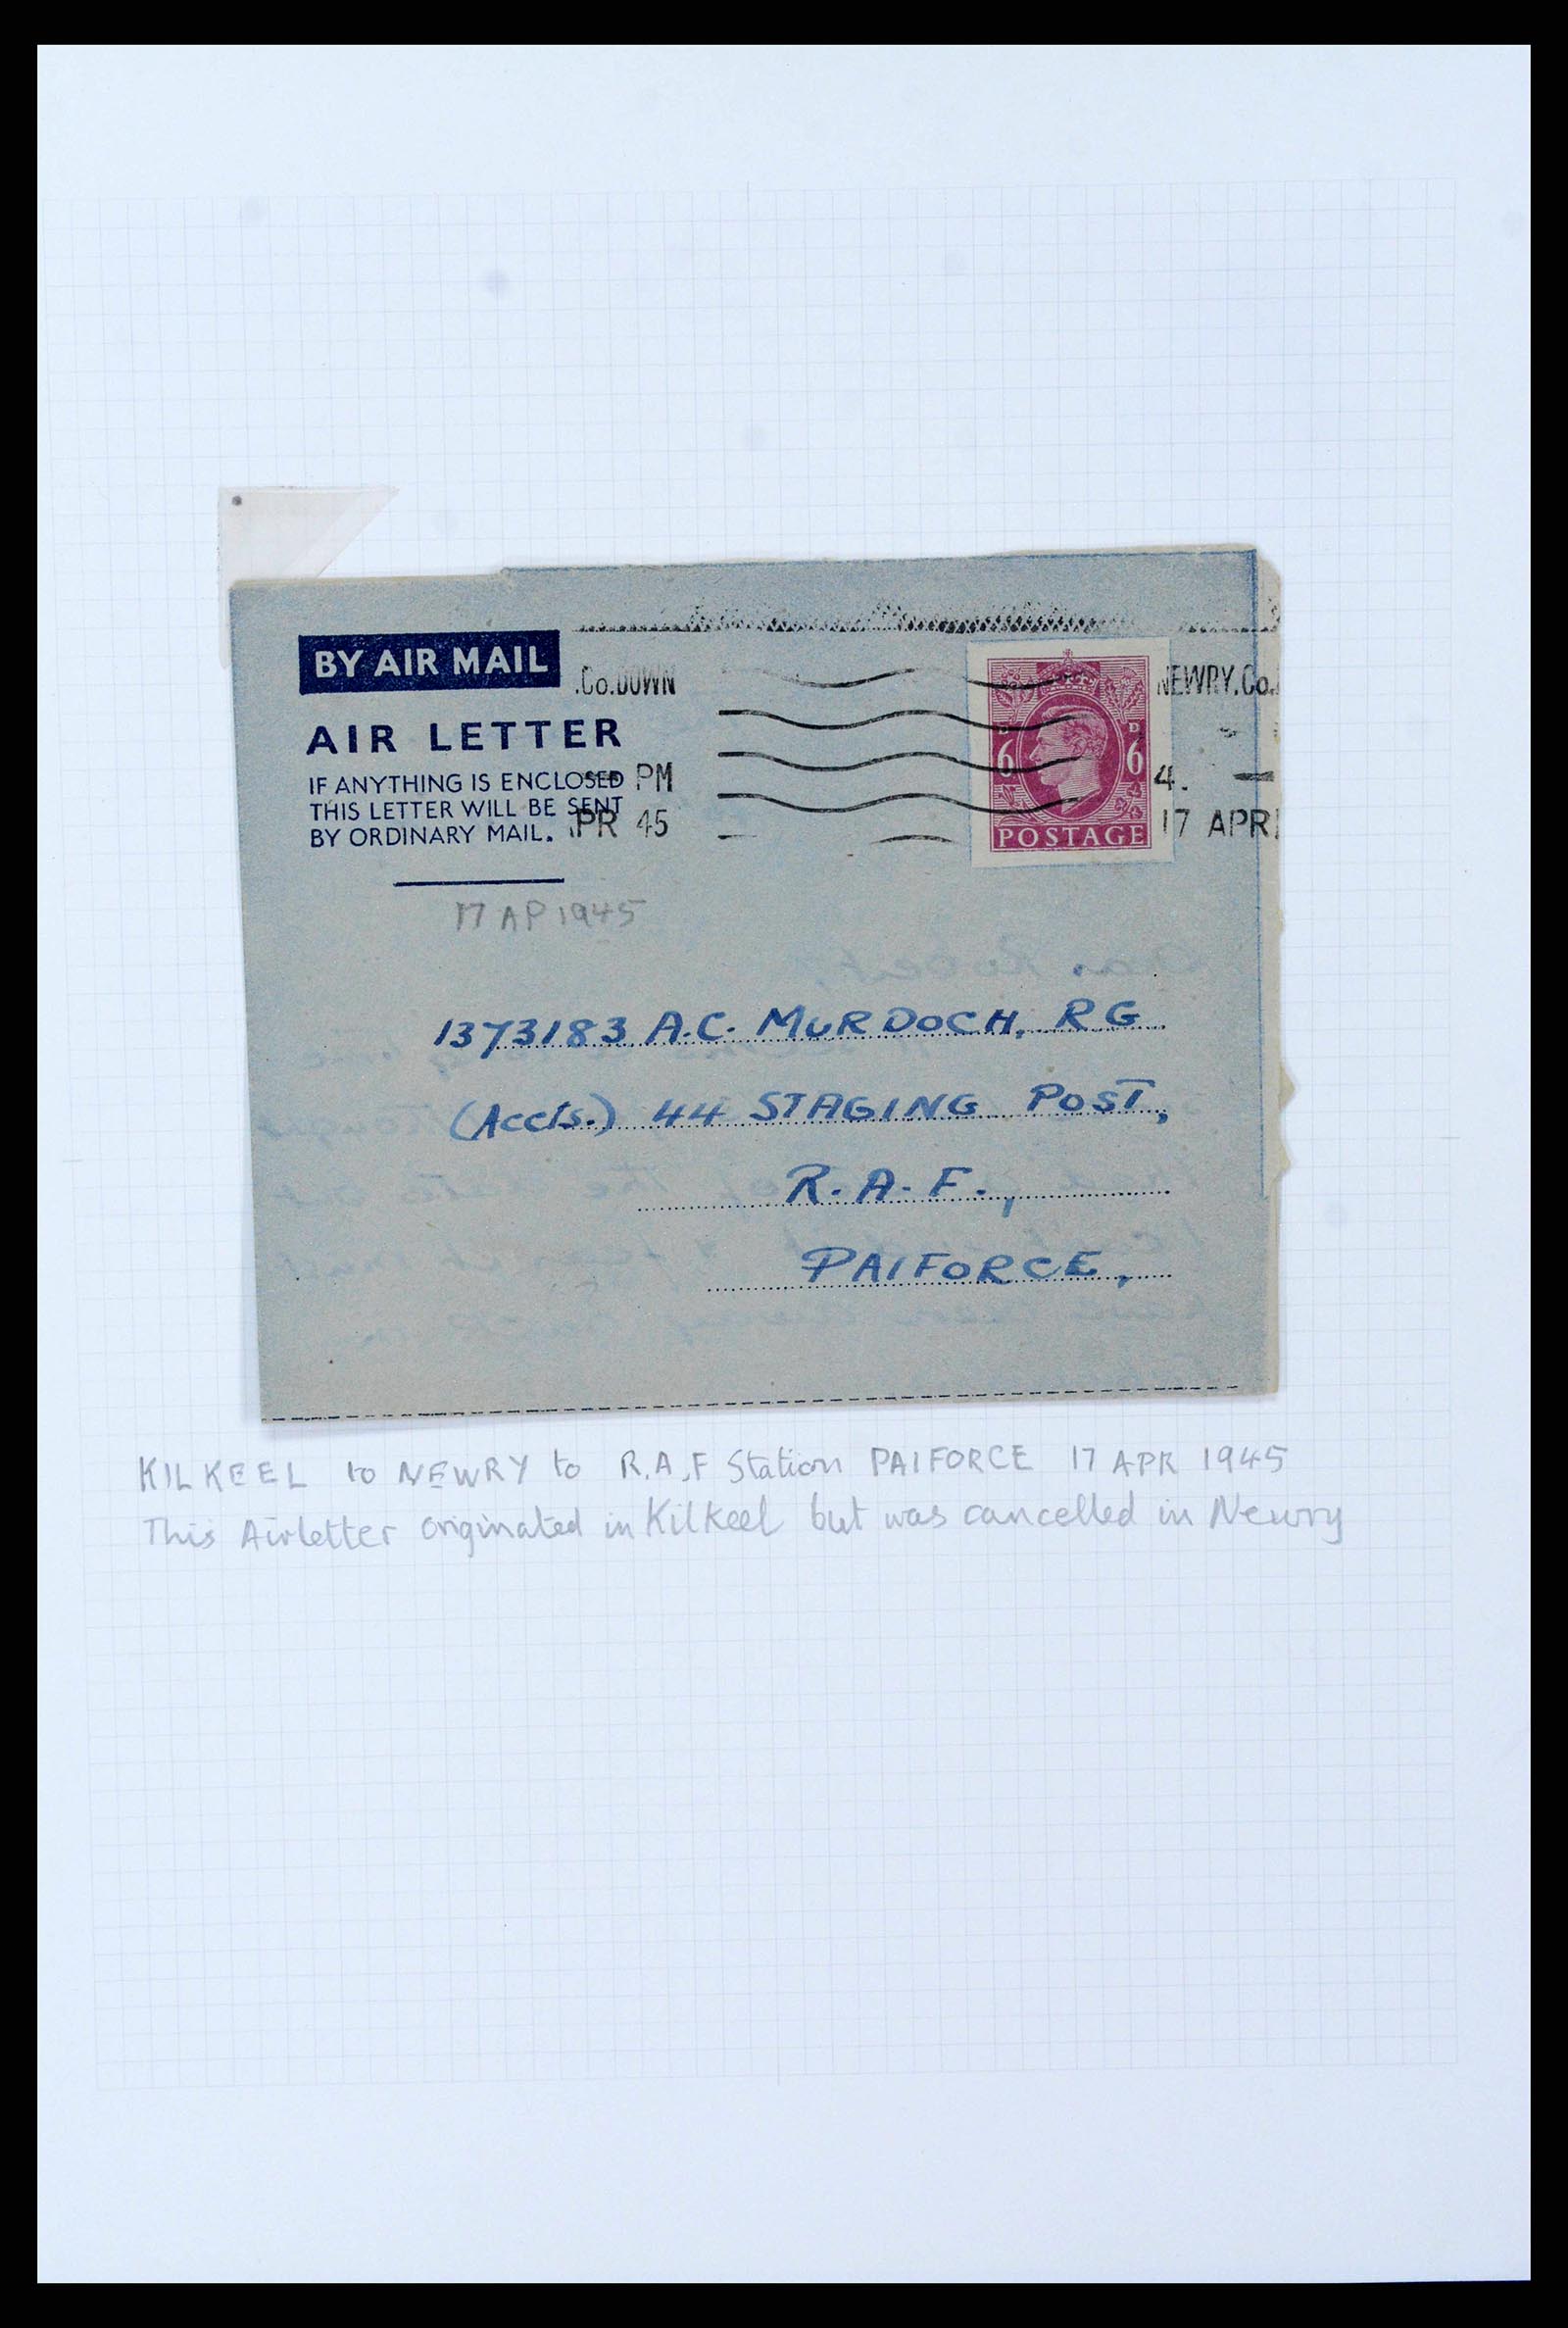 BY AIR MAIL
.Co.DOWN
NEWRY.Co.
AIR LETTER
6 D 6 D
IF ANYTHING IS ENCLOSED
PM
4.
THIS LETTER WILL BE SENT
BY ORDINARY MAIL.
PR 45
POSTAGE
17 APR
17 AP 1945
1373183 A.C. MURDOCH, RG
(Accts.) 44 STAGING POST,
R.A.F.,
PAIFORCE,
KILKEEL to NEWRY to R.A.F Station PAIFORCE 17 APR 1945
This Airletter originated in Kilkeel but was cancelled in Newry